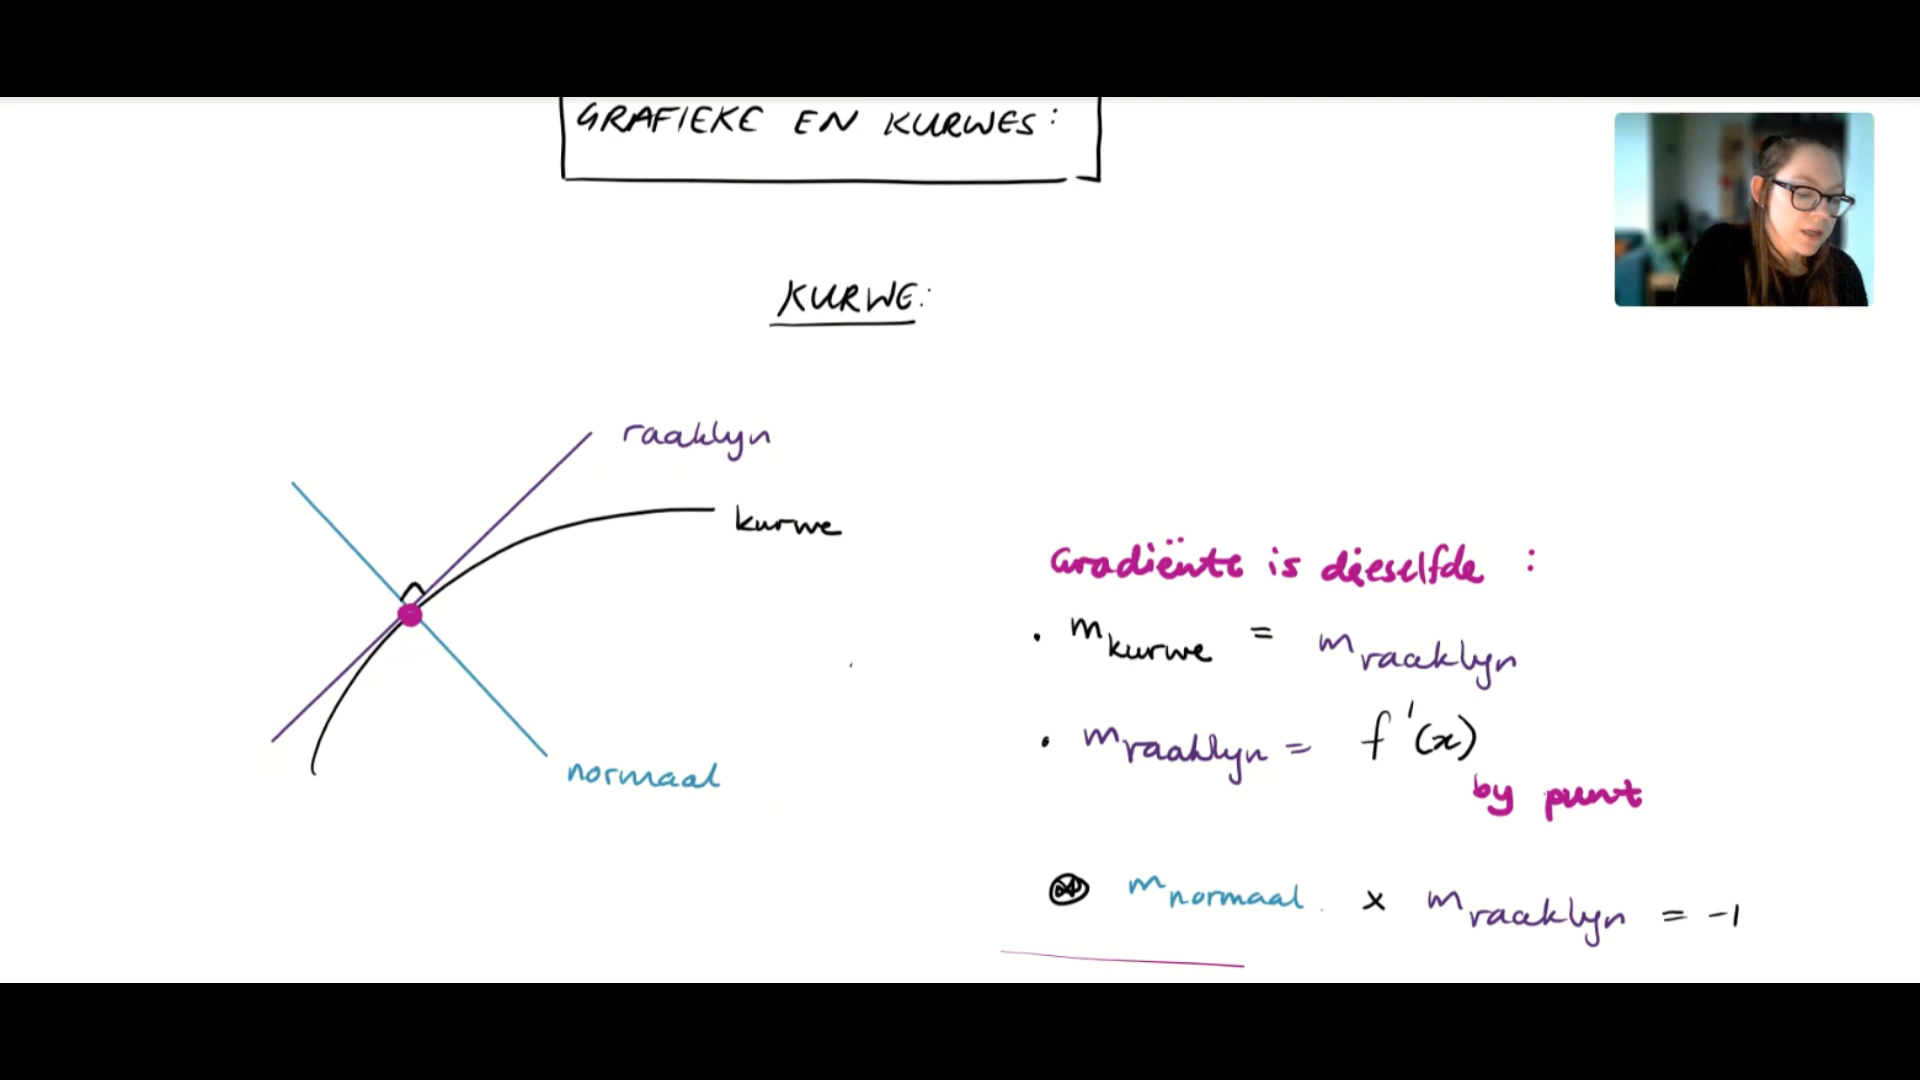 GRAFIEKE EN KURWES:
KURWE:
raaklyn
kurwe
normaal
Gradiënte is dieselfde :
. m kurwe = m raaklyn
. m raaklyn = f'(x)
by punt
m normaal x m raaklyn = -1